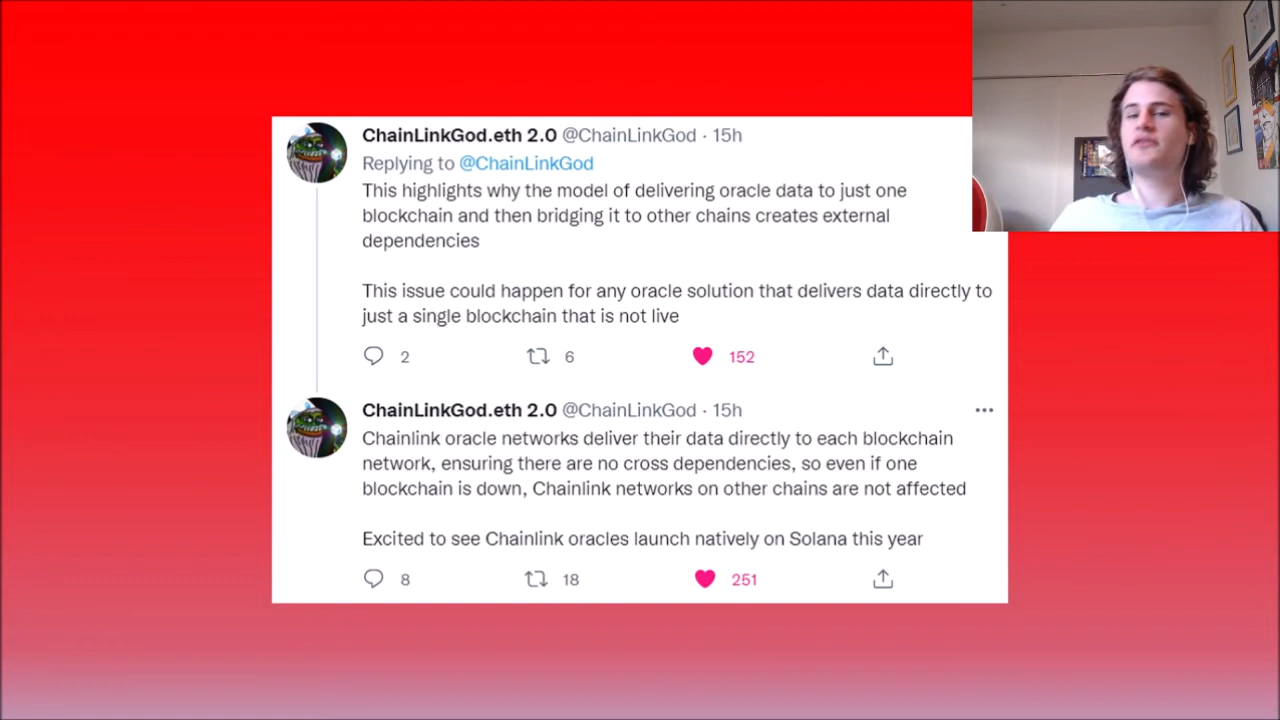 ChainLinkGod.eth 2.0 @ChainLinkGod · 15h
Replying to @ChainLinkGod
This highlights why the model of delivering oracle data to just one
blockchain and then bridging it to other chains creates external
dependencies
This issue could happen for any oracle solution that delivers data directly to
just a single blockchain that is not live
2 6 152
ChainLinkGod.eth 2.0 @ChainLinkGod · 15h
Chainlink oracle networks deliver their data directly to each blockchain
network, ensuring there are no cross dependencies, so even if one
blockchain is down, Chainlink networks on other chains are not affected
Excited to see Chainlink oracles launch natively on Solana this year
8 18 251